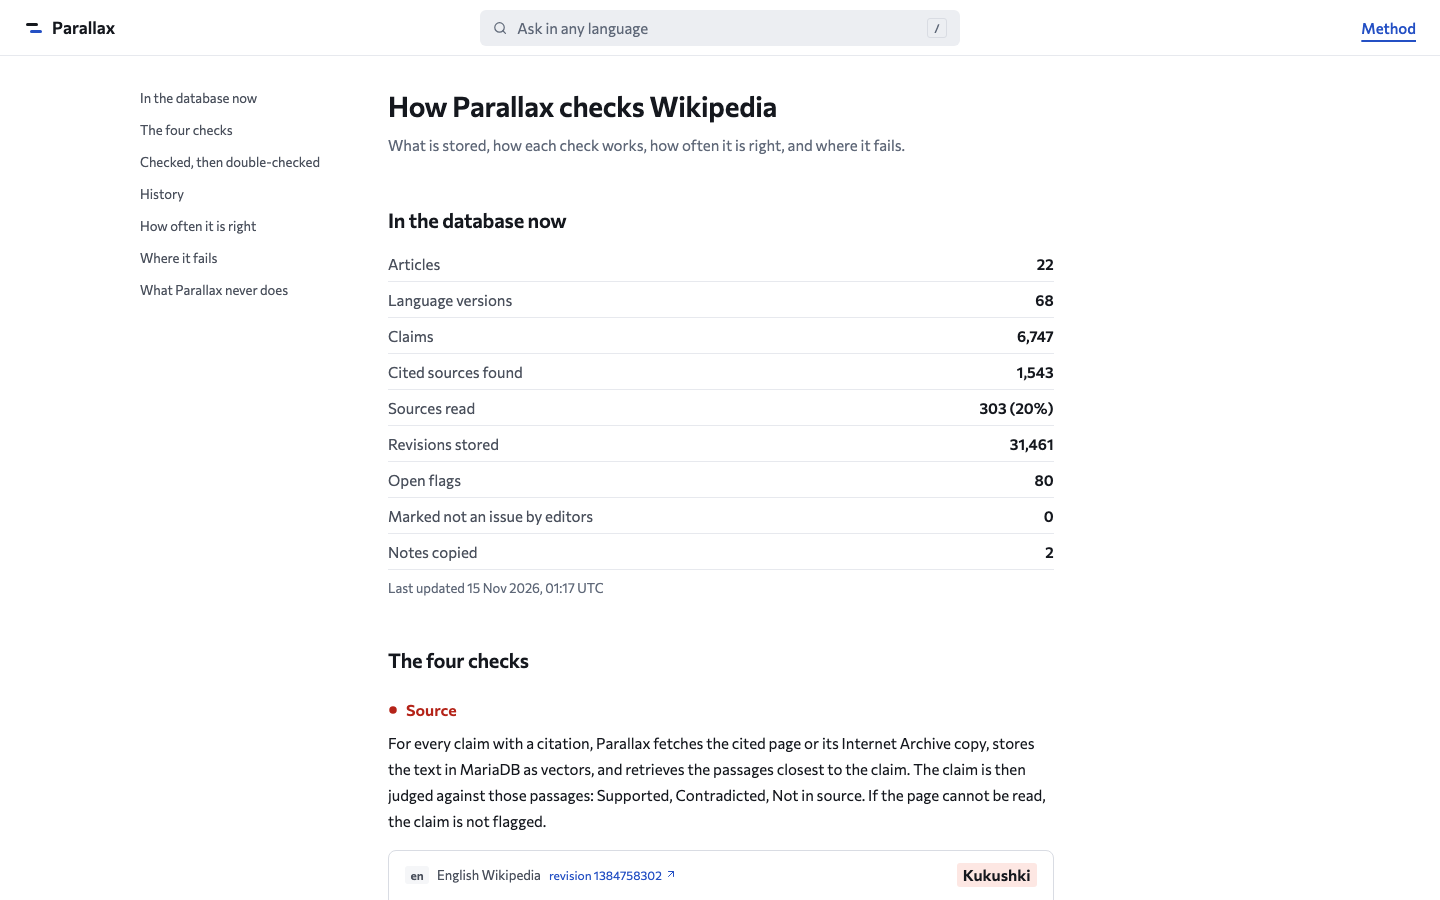 Parallax
Ask in any language
/
Method
In the database now
The four checks
Checked, then double-checked
History
How often it is right
Where it fails
What Parallax never does
How Parallax checks Wikipedia
What is stored, how each check works, how often it is right, and where it fails.
In the database now
Articles 22
Language versions 68
Claims 6,747
Cited sources found 1,543
Sources read 303 (20%)
Revisions stored 31,461
Open flags 80
Marked not an issue by editors 0
Notes copied 2
Last updated 15 Nov 2026, 01:17 UTC
The four checks
Source
For every claim with a citation, Parallax fetches the cited page or its Internet Archive copy, stores
the text in MariaDB as vectors, and retrieves the passages closest to the claim. The claim is then
judged against those passages: Supported, Contradicted, Not in source. If the page cannot be read,
the claim is not flagged.
en English Wikipedia revision 1384758302 Kukushki